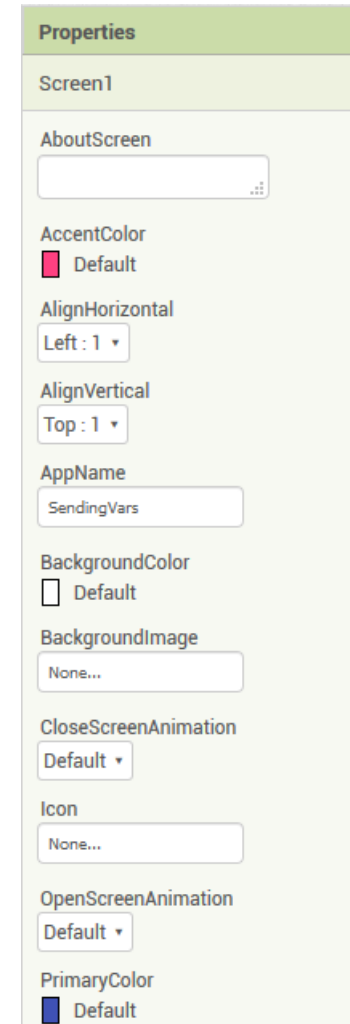 Properties
Screen1
AboutScreen
AccentColor
Default
AlignHorizontal
Left : 1
AlignVertical
Top : 1
AppName
SendingVars
BackgroundColor
Default
BackgroundImage
None...
CloseScreenAnimation
Default
Icon
None...
OpenScreenAnimation
Default
PrimaryColor
Default